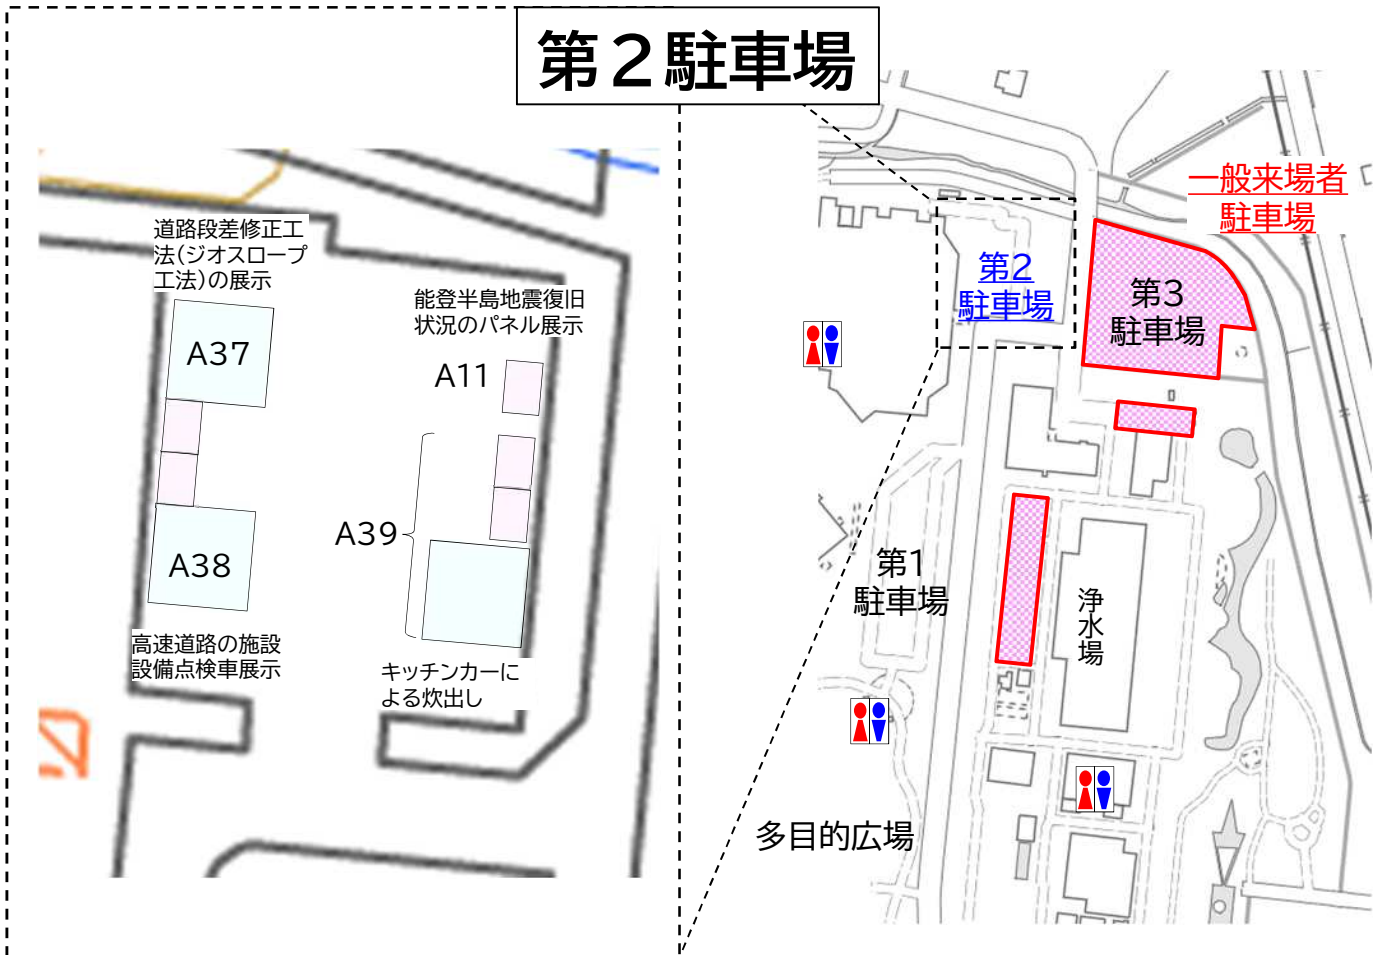 第２駐車場
道路段差修正工
法（ジオスロープ
工法）の展示
能登半島地震復旧
状況のパネル展示
A37
A11
A39
A38
高速道路の施設
設備点検車展示
キッチンカーに
よる炊出し
一般来場者
駐車場
第2
駐車場
第3
駐車場
第1
駐車場
浄水場
多目的広場